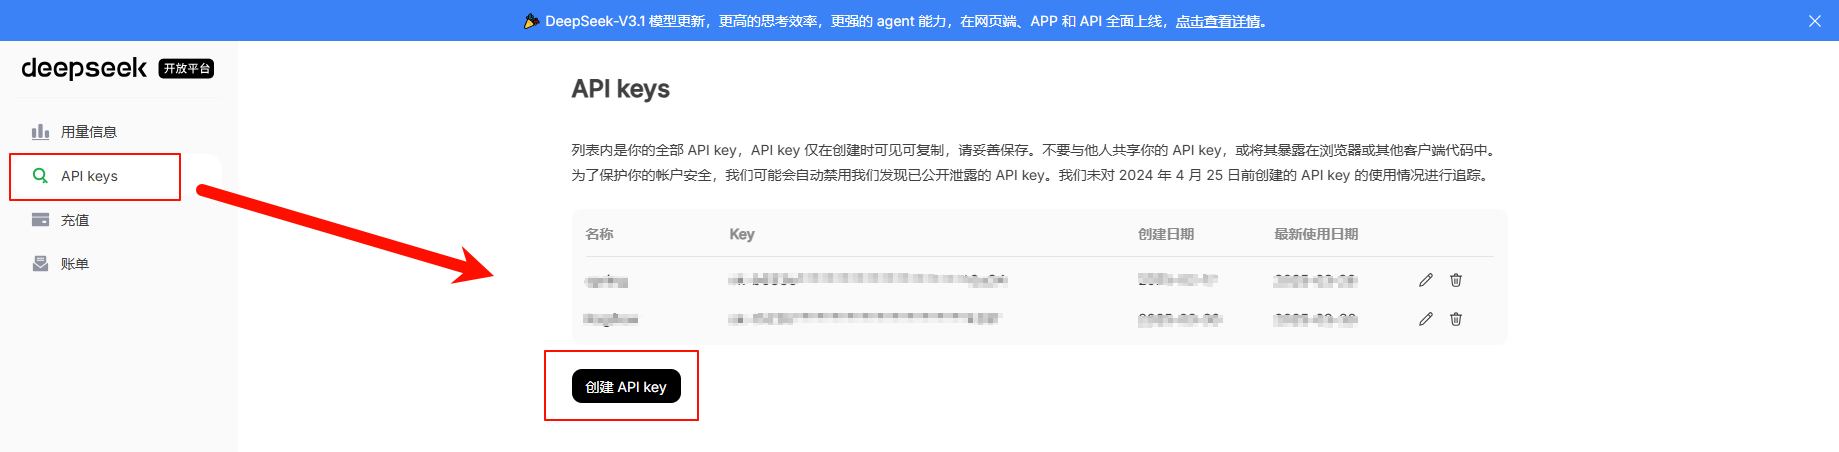 DeepSeek-V3.1 模型更新，更高的思考效率，更强的 agent 能力，在网页端、APP 和 API 全面上线，点击查看详情。
deepseek 开放平台
用量信息
API keys
充值
账单
API keys
列表内是你的全部 API key，API key 仅在创建时可见可复制，请妥善保存。不要与他人共享你的 API key，或将其暴露在浏览器或其他客户端代码中。
为了保护你的帐户安全，我们可能会自动禁用我们发现已公开泄露的 API key。我们未对 2024 年 4 月 25 日前创建的 API key 的使用情况进行追踪。
名称 Key 创建日期 最新使用日期
创建 API key